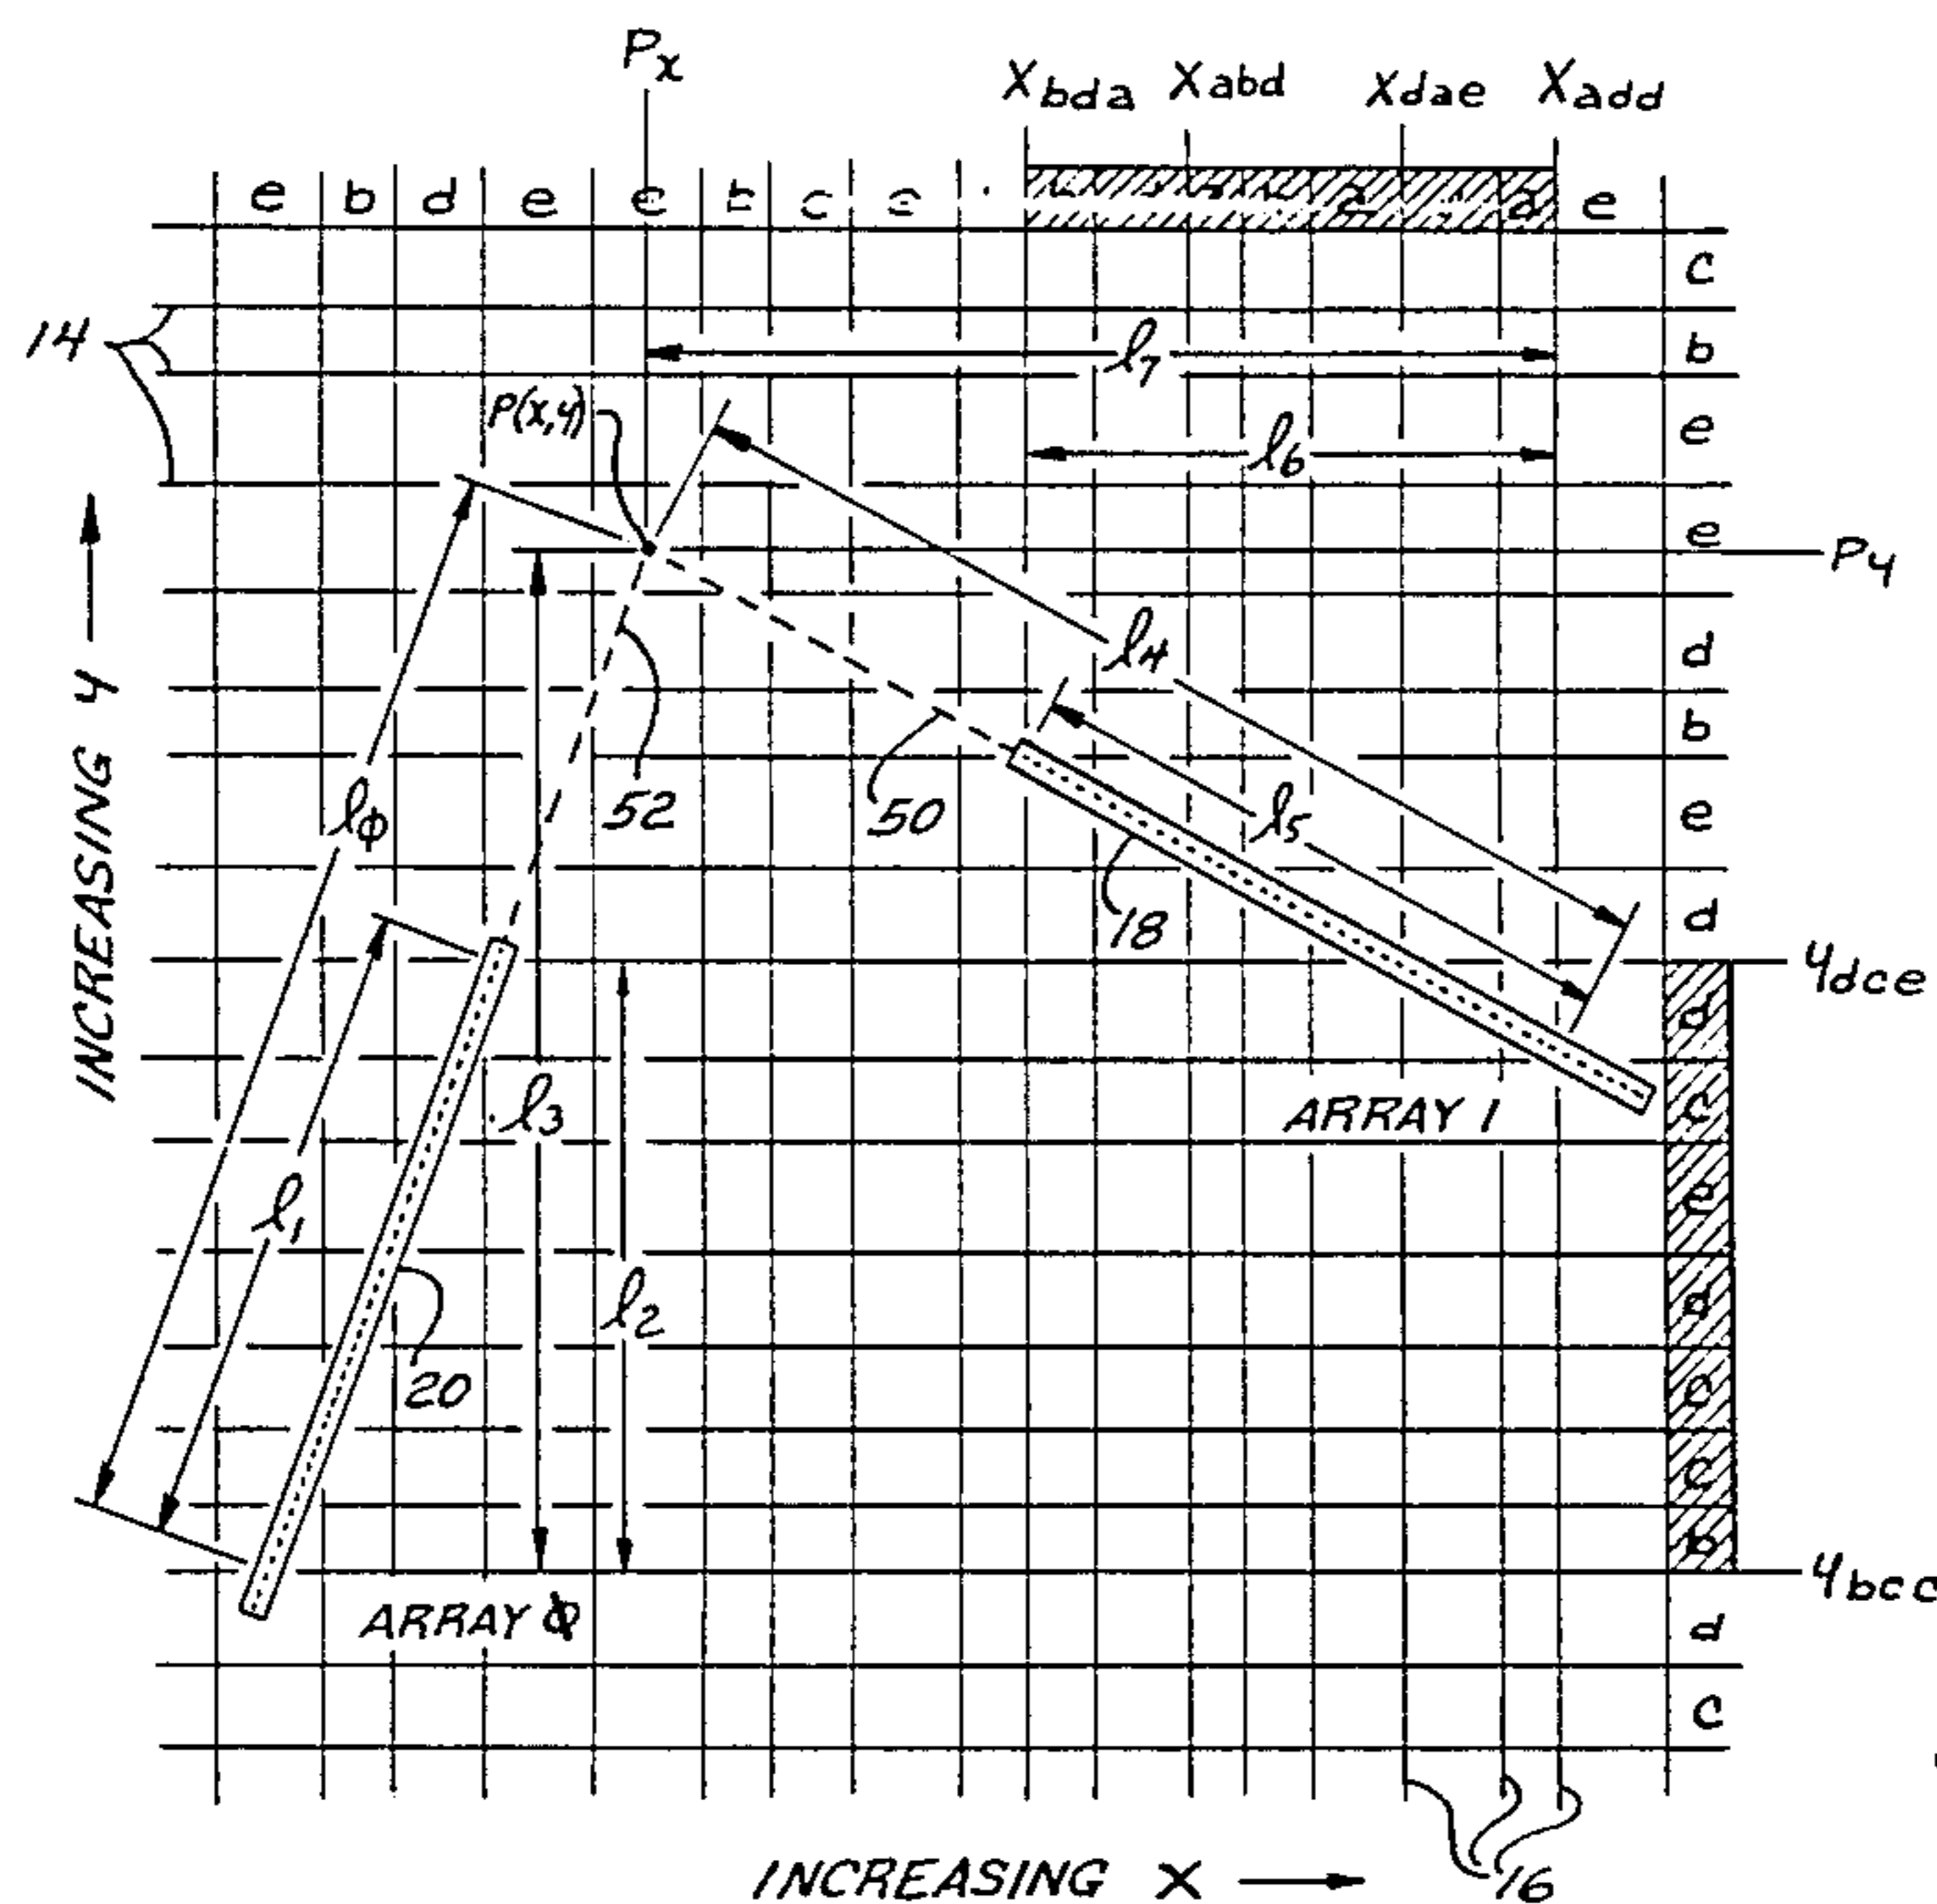 Px
Xbda Xabd Xdae Xadd
e b d e e b c e e
c
14
l7
b
P(x,y)
l6
e
e
Py
l4
d
b
lϕ
52
50
l5
e
18
d
ydce
d
INCREASING y
l3
ARRAY 1
c
l1
e
l2
d
20
c
c
b
ybcc
ARRAY ϕ
d
c
INCREASING X
16